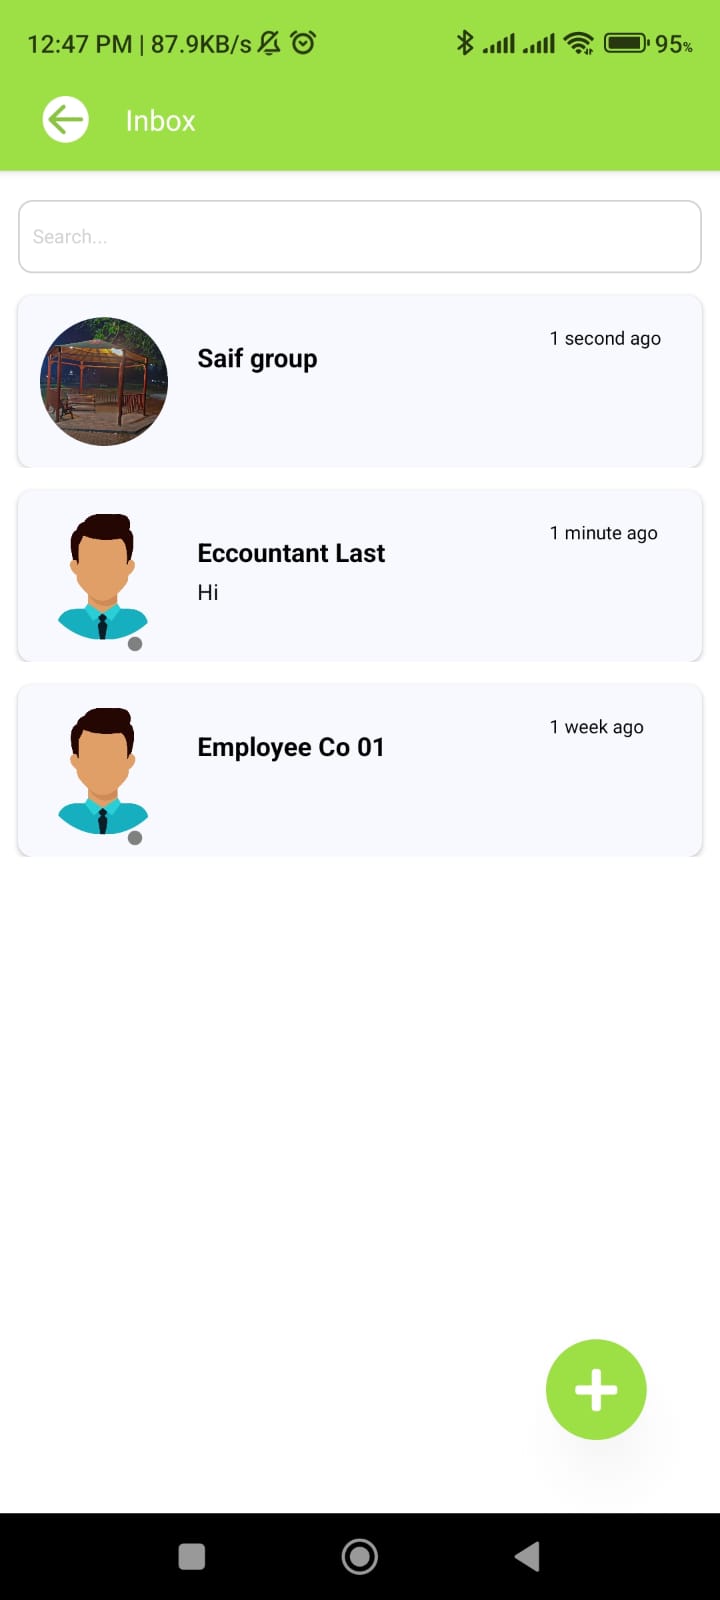 12:47 PM | 87.9KB/s 95%
Inbox
Search...
Saif group
1 second ago
Eccountant Last
1 minute ago
Hi
Employee Co 01
1 week ago